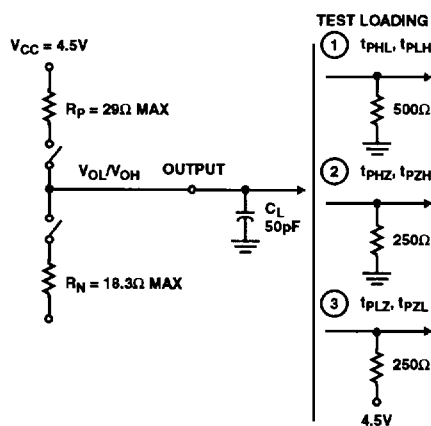 TEST LOADING
V_CC = 4.5V
R_P = 29Ω MAX
V_OL/V_OH
OUTPUT
C_L
50pF
R_N = 18.3Ω MAX
1 t_PHL, t_PLH
500Ω
2 t_PHZ, t_PZH
250Ω
3 t_PLZ, t_PZL
250Ω
4.5V